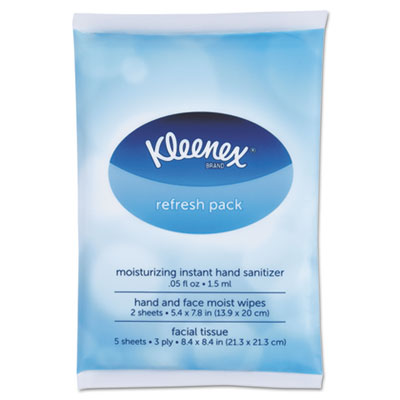 Kleenex®
BRAND
refresh pack
moisturizing instant hand sanitizer
.05 fl oz • 1.5 ml
hand and face moist wipes
2 sheets • 5.4 x 7.8 in (13.9 x 20 cm)
facial tissue
5 sheets • 3 ply • 8.4 x 8.4 in (21.3 x 21.3 cm)